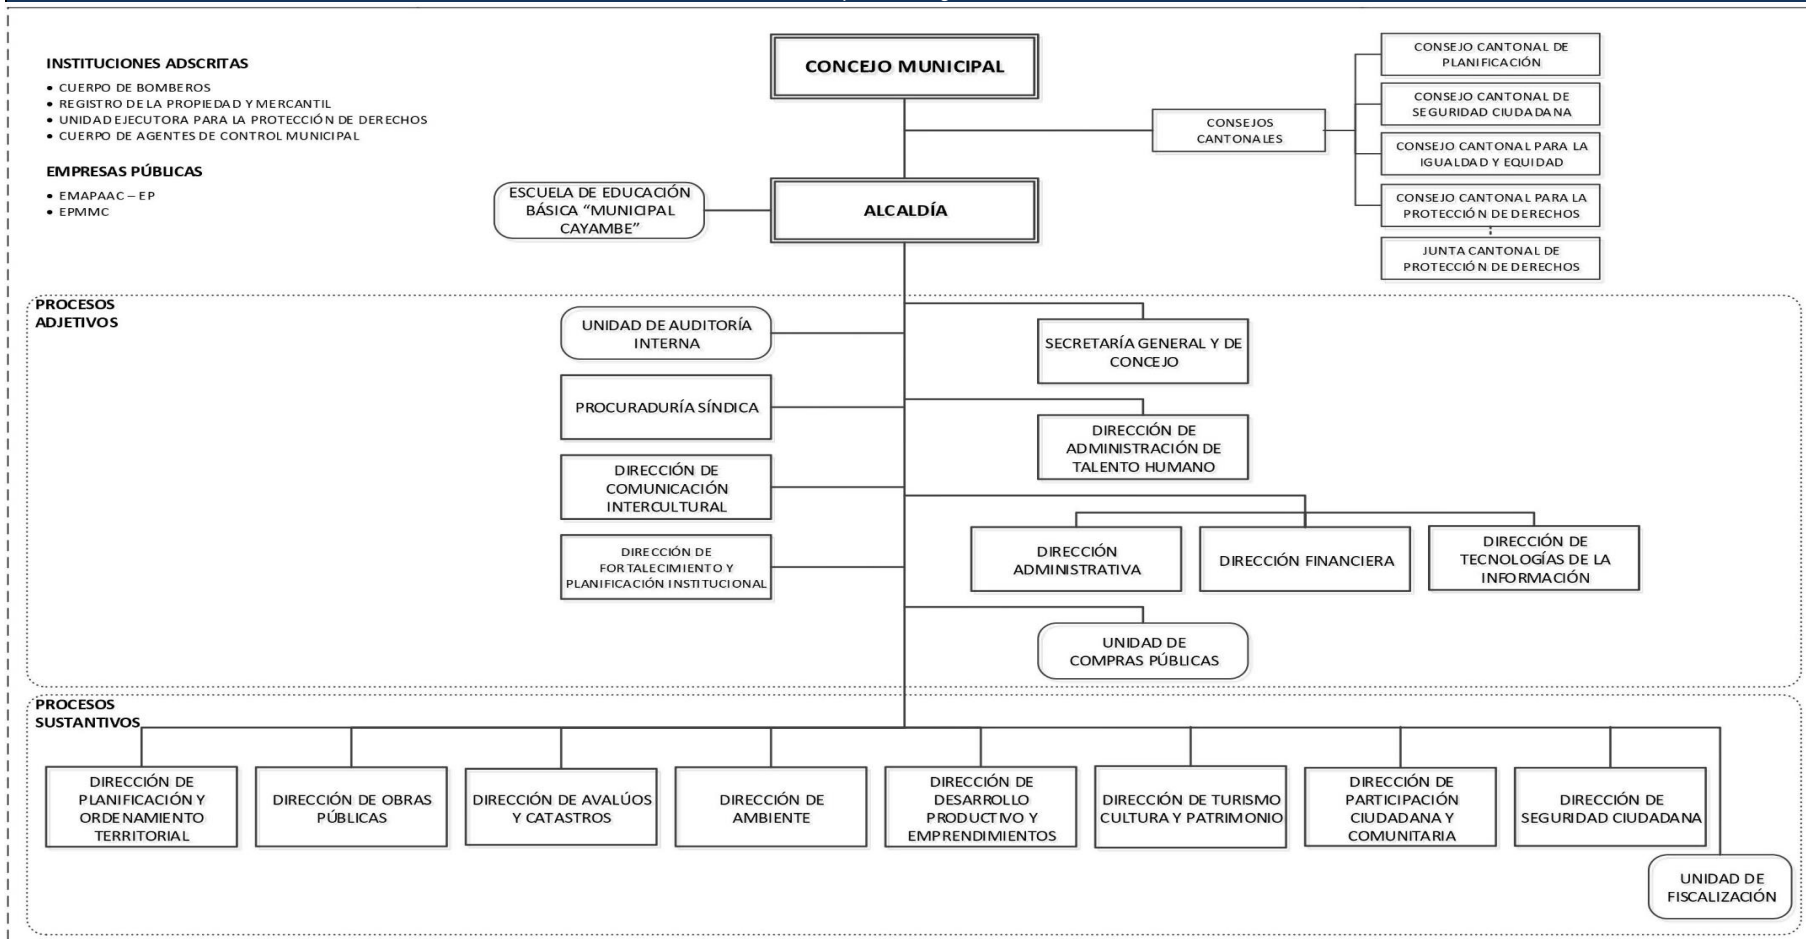 INSTITUCIONES ADSCRITAS
• CUERPO DE BOMBEROS
• REGISTRO DE LA PROPIEDAD Y MERCANTIL
• UNIDAD EJECUTORA PARA LA PROTECCIÓN DE DERECHOS
• CUERPO DE AGENTES DE CONTROL MUNICIPAL
EMPRESAS PÚBLICAS
• EMAPAAC – EP
• EPMMC
CONCEJO MUNICIPAL
CONSEJOS
CANTONALES
CONSEJO CANTONAL DE
PLANIFICACIÓN
CONSEJO CANTONAL DE
SEGURIDAD CIUDADANA
CONSEJO CANTONAL PARA LA
IGUALDAD Y EQUIDAD
CONSEJO CANTONAL PARA LA
PROTECCIÓN DE DERECHOS
JUNTA CANTONAL DE
PROTECCIÓN DE DERECHOS
ESCUELA DE EDUCACIÓN
BÁSICA “MUNICIPAL
CAYAMBE”
ALCALDÍA
PROCESOS
ADJETIVOS
UNIDAD DE AUDITORÍA
INTERNA
SECRETARÍA GENERAL Y DE
CONCEJO
PROCURADURÍA SÍNDICA
DIRECCIÓN DE
ADMINISTRACIÓN DE
TALENTO HUMANO
DIRECCIÓN DE
COMUNICACIÓN
INTERCULTURAL
DIRECCIÓN DE
FORTALECIMIENTO Y
PLANIFICACIÓN INSTITUCIONAL
DIRECCIÓN
ADMINISTRATIVA
DIRECCIÓN FINANCIERA
DIRECCIÓN DE
TECNOLOGÍAS DE LA
INFORMACIÓN
UNIDAD DE
COMPRAS PÚBLICAS
PROCESOS
SUSTANTIVOS
DIRECCIÓN DE
PLANIFICACIÓN Y
ORDENAMIENTO
TERRITORIAL
DIRECCIÓN DE OBRAS
PÚBLICAS
DIRECCIÓN DE AVALÚOS
Y CATASTROS
DIRECCIÓN DE
AMBIENTE
DIRECCIÓN DE
DESARROLLO
PRODUCTIVO Y
EMPRENDIMIENTOS
DIRECCIÓN DE TURISMO
CULTURA Y PATRIMONIO
DIRECCIÓN DE
PARTICIPACIÓN
CIUDADANA Y
COMUNITARIA
DIRECCIÓN DE
SEGURIDAD CIUDADANA
UNIDAD DE
FISCALIZACIÓN